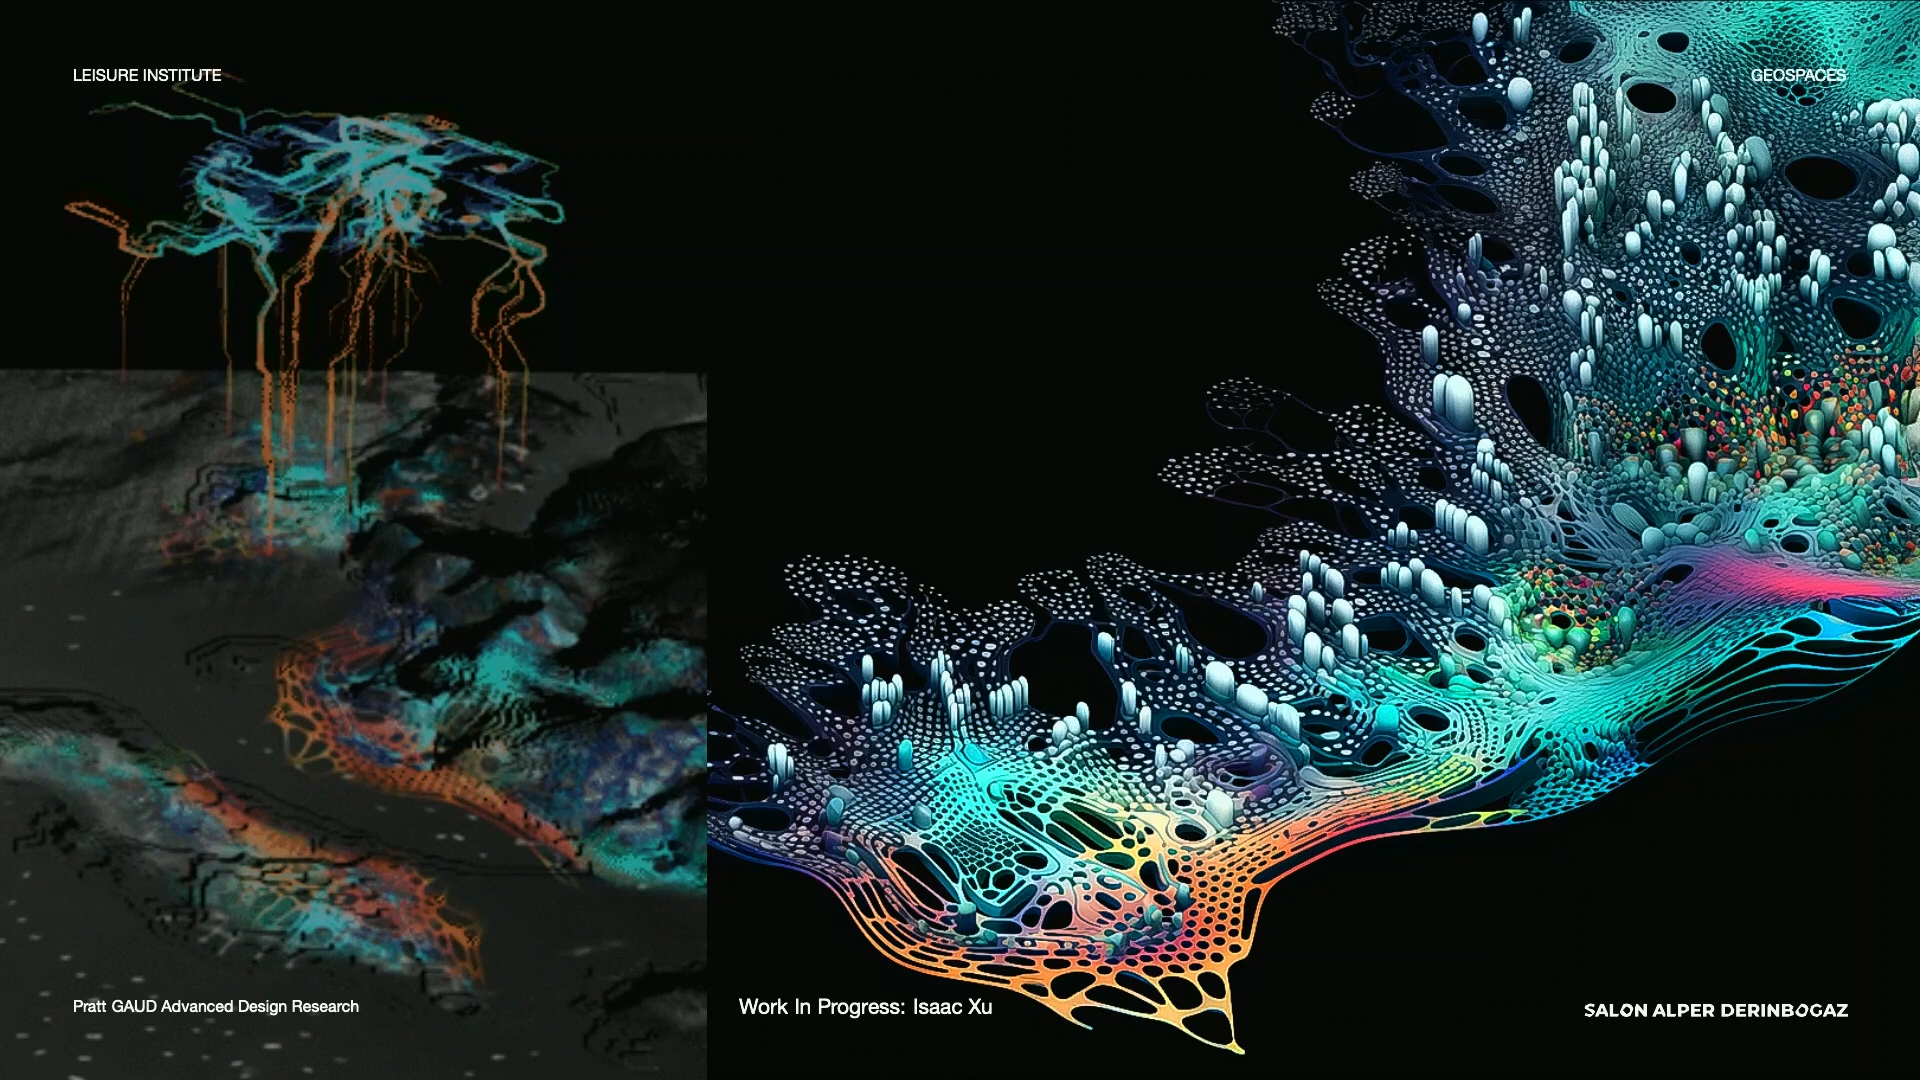 LEISURE INSTITUTE
GEOSPACES
Pratt GAUD Advanced Design Research
Work In Progress: Isaac Xu
SALON ALPER DERINBOGAZ